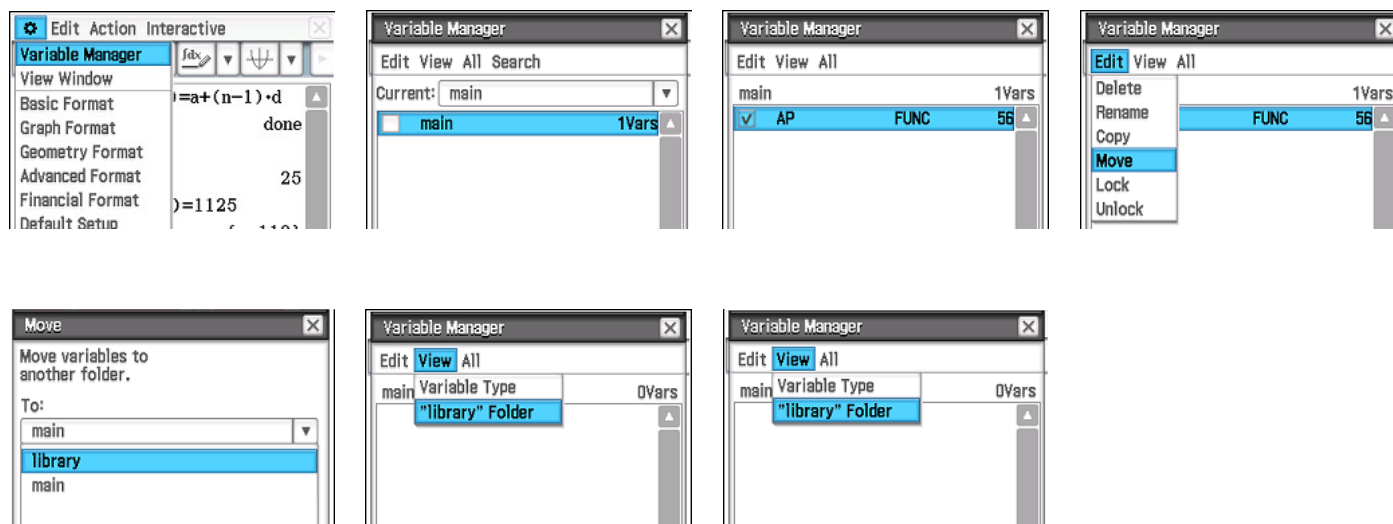 Edit Action Interactive
Variable Manager
View Window
Basic Format
)=a+(n−1)·d
Graph Format
done
Geometry Format
Advanced Format
25
Financial Format
)=1125
Default Setup
Variable Manager
Edit View All Search
Current: main
main 1Vars
Variable Manager
Edit View All
main 1Vars
AP FUNC 56
Variable Manager
Edit View All
Delete
1Vars
Rename
FUNC 56
Copy
Move
Lock
Unlock
Move
Move variables to
another folder.
To:
main
library
main
Variable Manager
Edit View All
main Variable Type 0Vars
"library" Folder
Variable Manager
Edit View All
main Variable Type 0Vars
"library" Folder